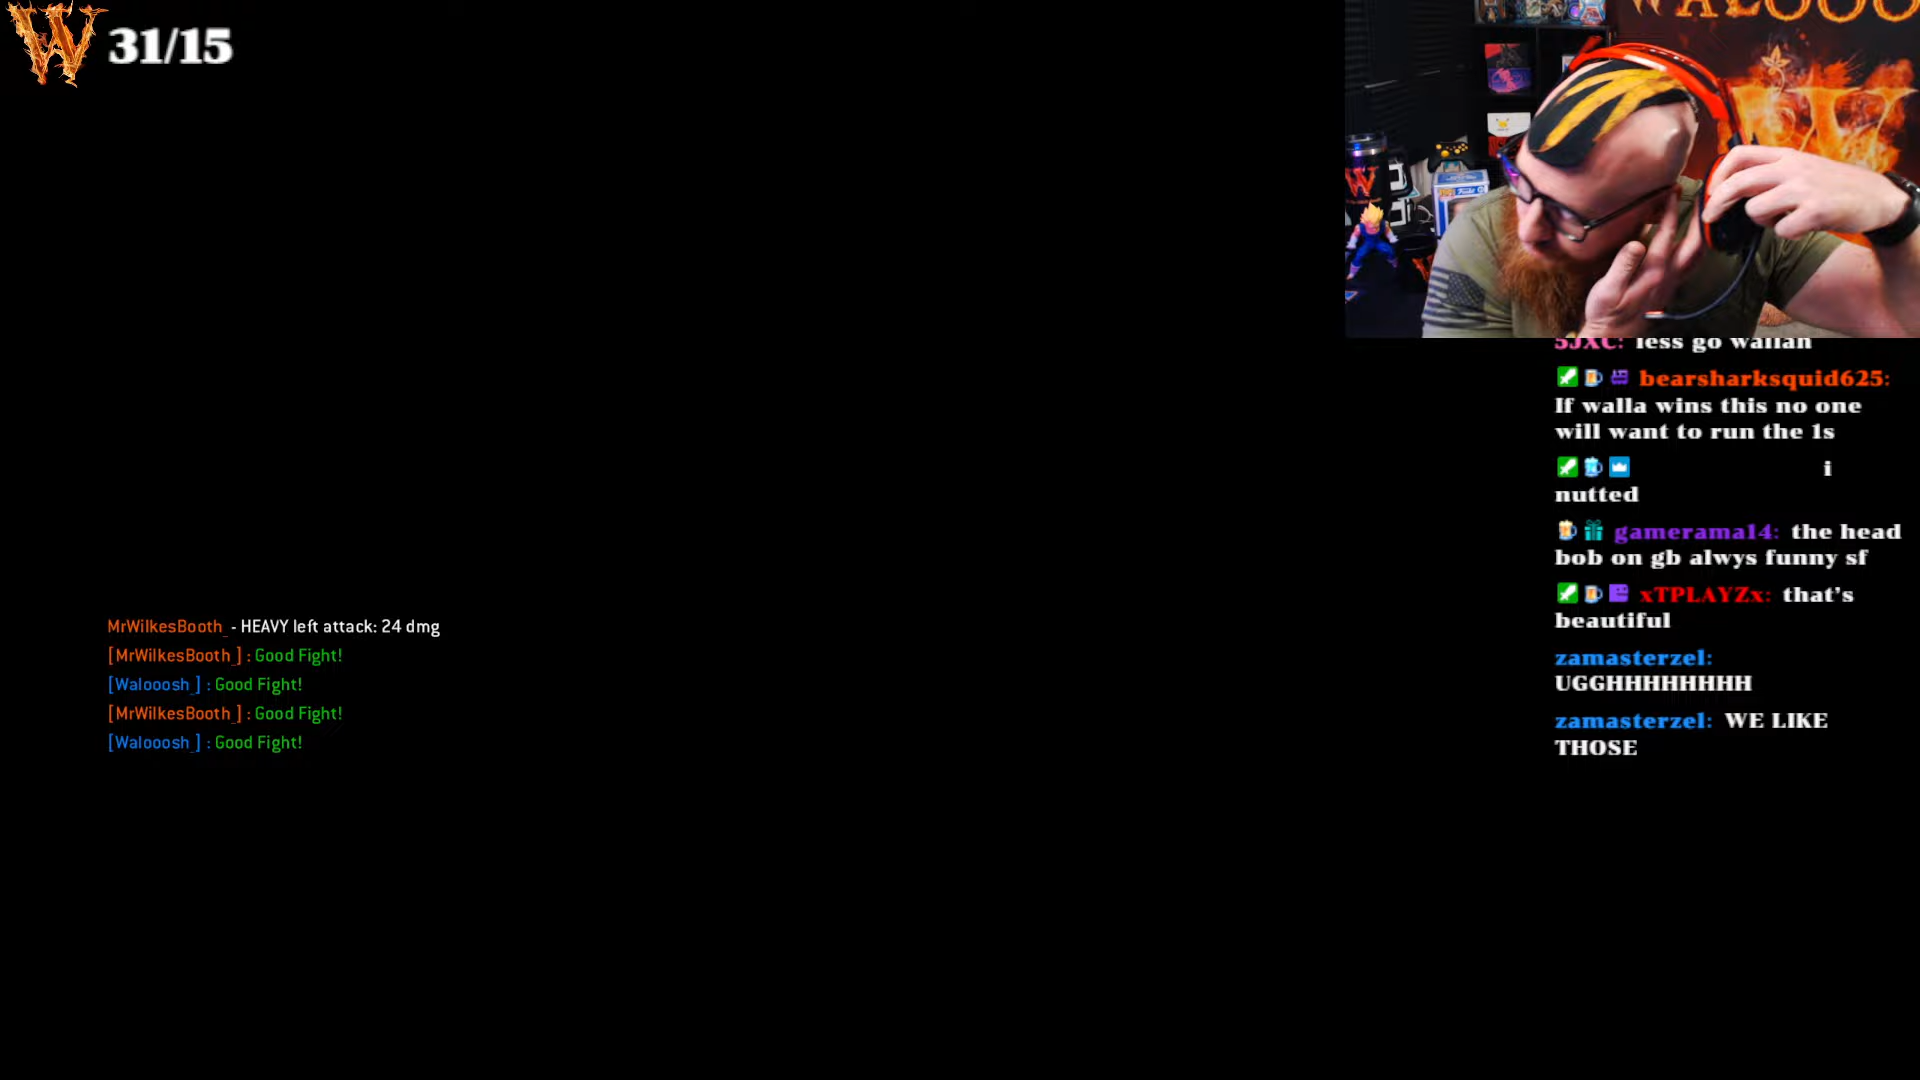 W 31/15
WALOOO
MrWilkesBooth_ - HEAVY left attack: 24 dmg
[MrWilkesBooth_] : Good Fight!
[Walooosh_] : Good Fight!
[MrWilkesBooth_] : Good Fight!
[Walooosh_] : Good Fight!
5JXC: less go wallah
bearsharksquid625:
If walla wins this no one
will want to run the 1s
i
nutted
gamerama14: the head
bob on gb alwys funny sf
xTPLAYZx: that's
beautiful
zamasterzel:
UGGHHHHHHHH
zamasterzel: WE LIKE
THOSE